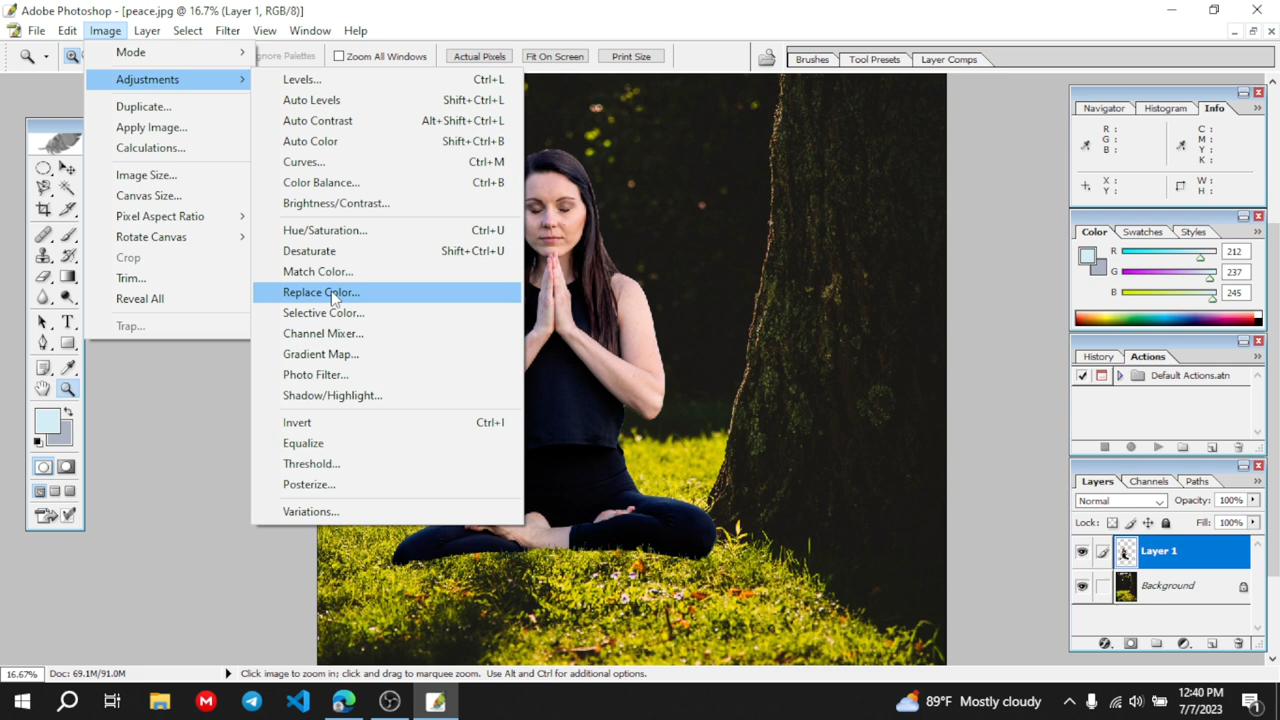 Adobe Photoshop - [peace.jpg @ 16.7% (Layer 1, RGB/8)]
File Edit Image Layer Select Filter View Window Help
Ignore Palettes Zoom All Windows Actual Pixels Fit On Screen Print Size Brushes Tool Presets Layer Comps
Mode
Adjustments
Duplicate...
Apply Image...
Calculations...
Image Size...
Canvas Size...
Pixel Aspect Ratio
Rotate Canvas
Crop
Trim...
Reveal All
Trap...
Levels... Ctrl+L
Auto Levels Shift+Ctrl+L
Auto Contrast Alt+Shift+Ctrl+L
Auto Color Shift+Ctrl+B
Curves... Ctrl+M
Color Balance... Ctrl+B
Brightness/Contrast...
Hue/Saturation... Ctrl+U
Desaturate Shift+Ctrl+U
Match Color...
Replace Color...
Selective Color...
Channel Mixer...
Gradient Map...
Photo Filter...
Shadow/Highlight...
Invert Ctrl+I
Equalize
Threshold...
Posterize...
Variations...
Navigator Histogram Info
R : C :
G : M :
B : Y :
K :
X : W :
Y : H :
Color Swatches Styles
R 212
G 237
B 245
History Actions
Default Actions.atn
Layers Channels Paths
Normal Opacity: 100%
Lock: Fill: 100%
Layer 1
Background
16.67% Doc: 69.1M/91.0M Click image to zoom in; click and drag to marquee zoom. Use Alt and Ctrl for additional options.
89°F Mostly cloudy
12:40 PM
7/7/2023
1